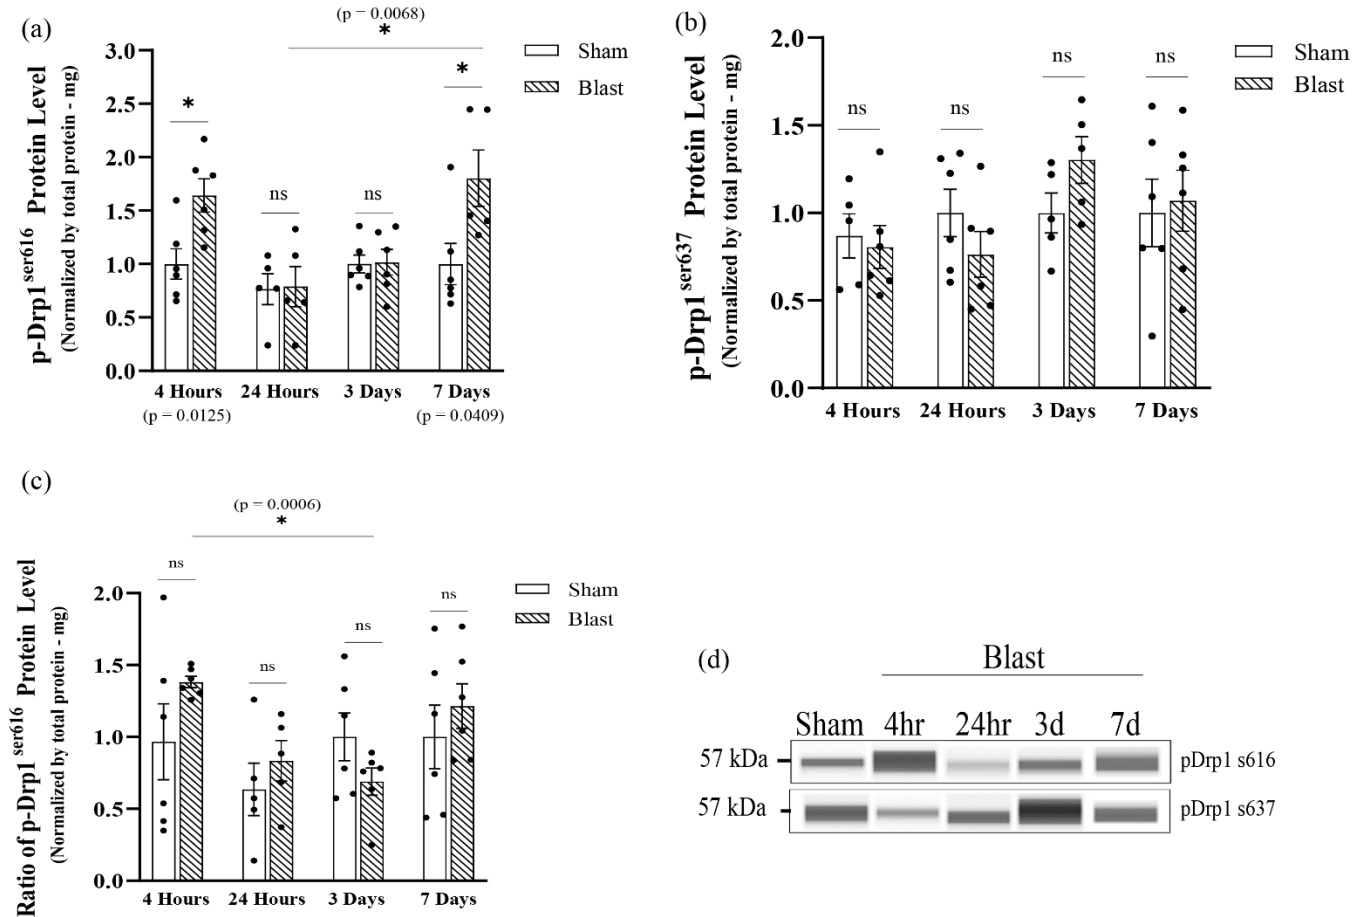 (a)
(p = 0.0068)
*
Sham
Blast
p-Drp1 ser616 Protein Level
(Normalized by total protein - mg)
3.0
2.5
2.0
1.5
1.0
0.5
0.0
*
ns
ns
*
4 Hours 24 Hours 3 Days 7 Days
(p = 0.0125) (p = 0.0409)
(b)
Sham
Blast
p-Drp1 ser637 Protein Level
(Normalized by total protein - mg)
2.0
1.5
1.0
0.5
0.0
ns
ns
ns
ns
4 Hours 24 Hours 3 Days 7 Days
(c)
(p = 0.0006)
*
Sham
Blast
Ratio of p-Drp1 ser616 Protein Level
(Normalized by total protein - mg)
2.0
1.5
1.0
0.5
0.0
ns
ns
ns
ns
4 Hours 24 Hours 3 Days 7 Days
(d)
Blast
Sham 4hr 24hr 3d 7d
57 kDa pDrp1 s616
57 kDa pDrp1 s637